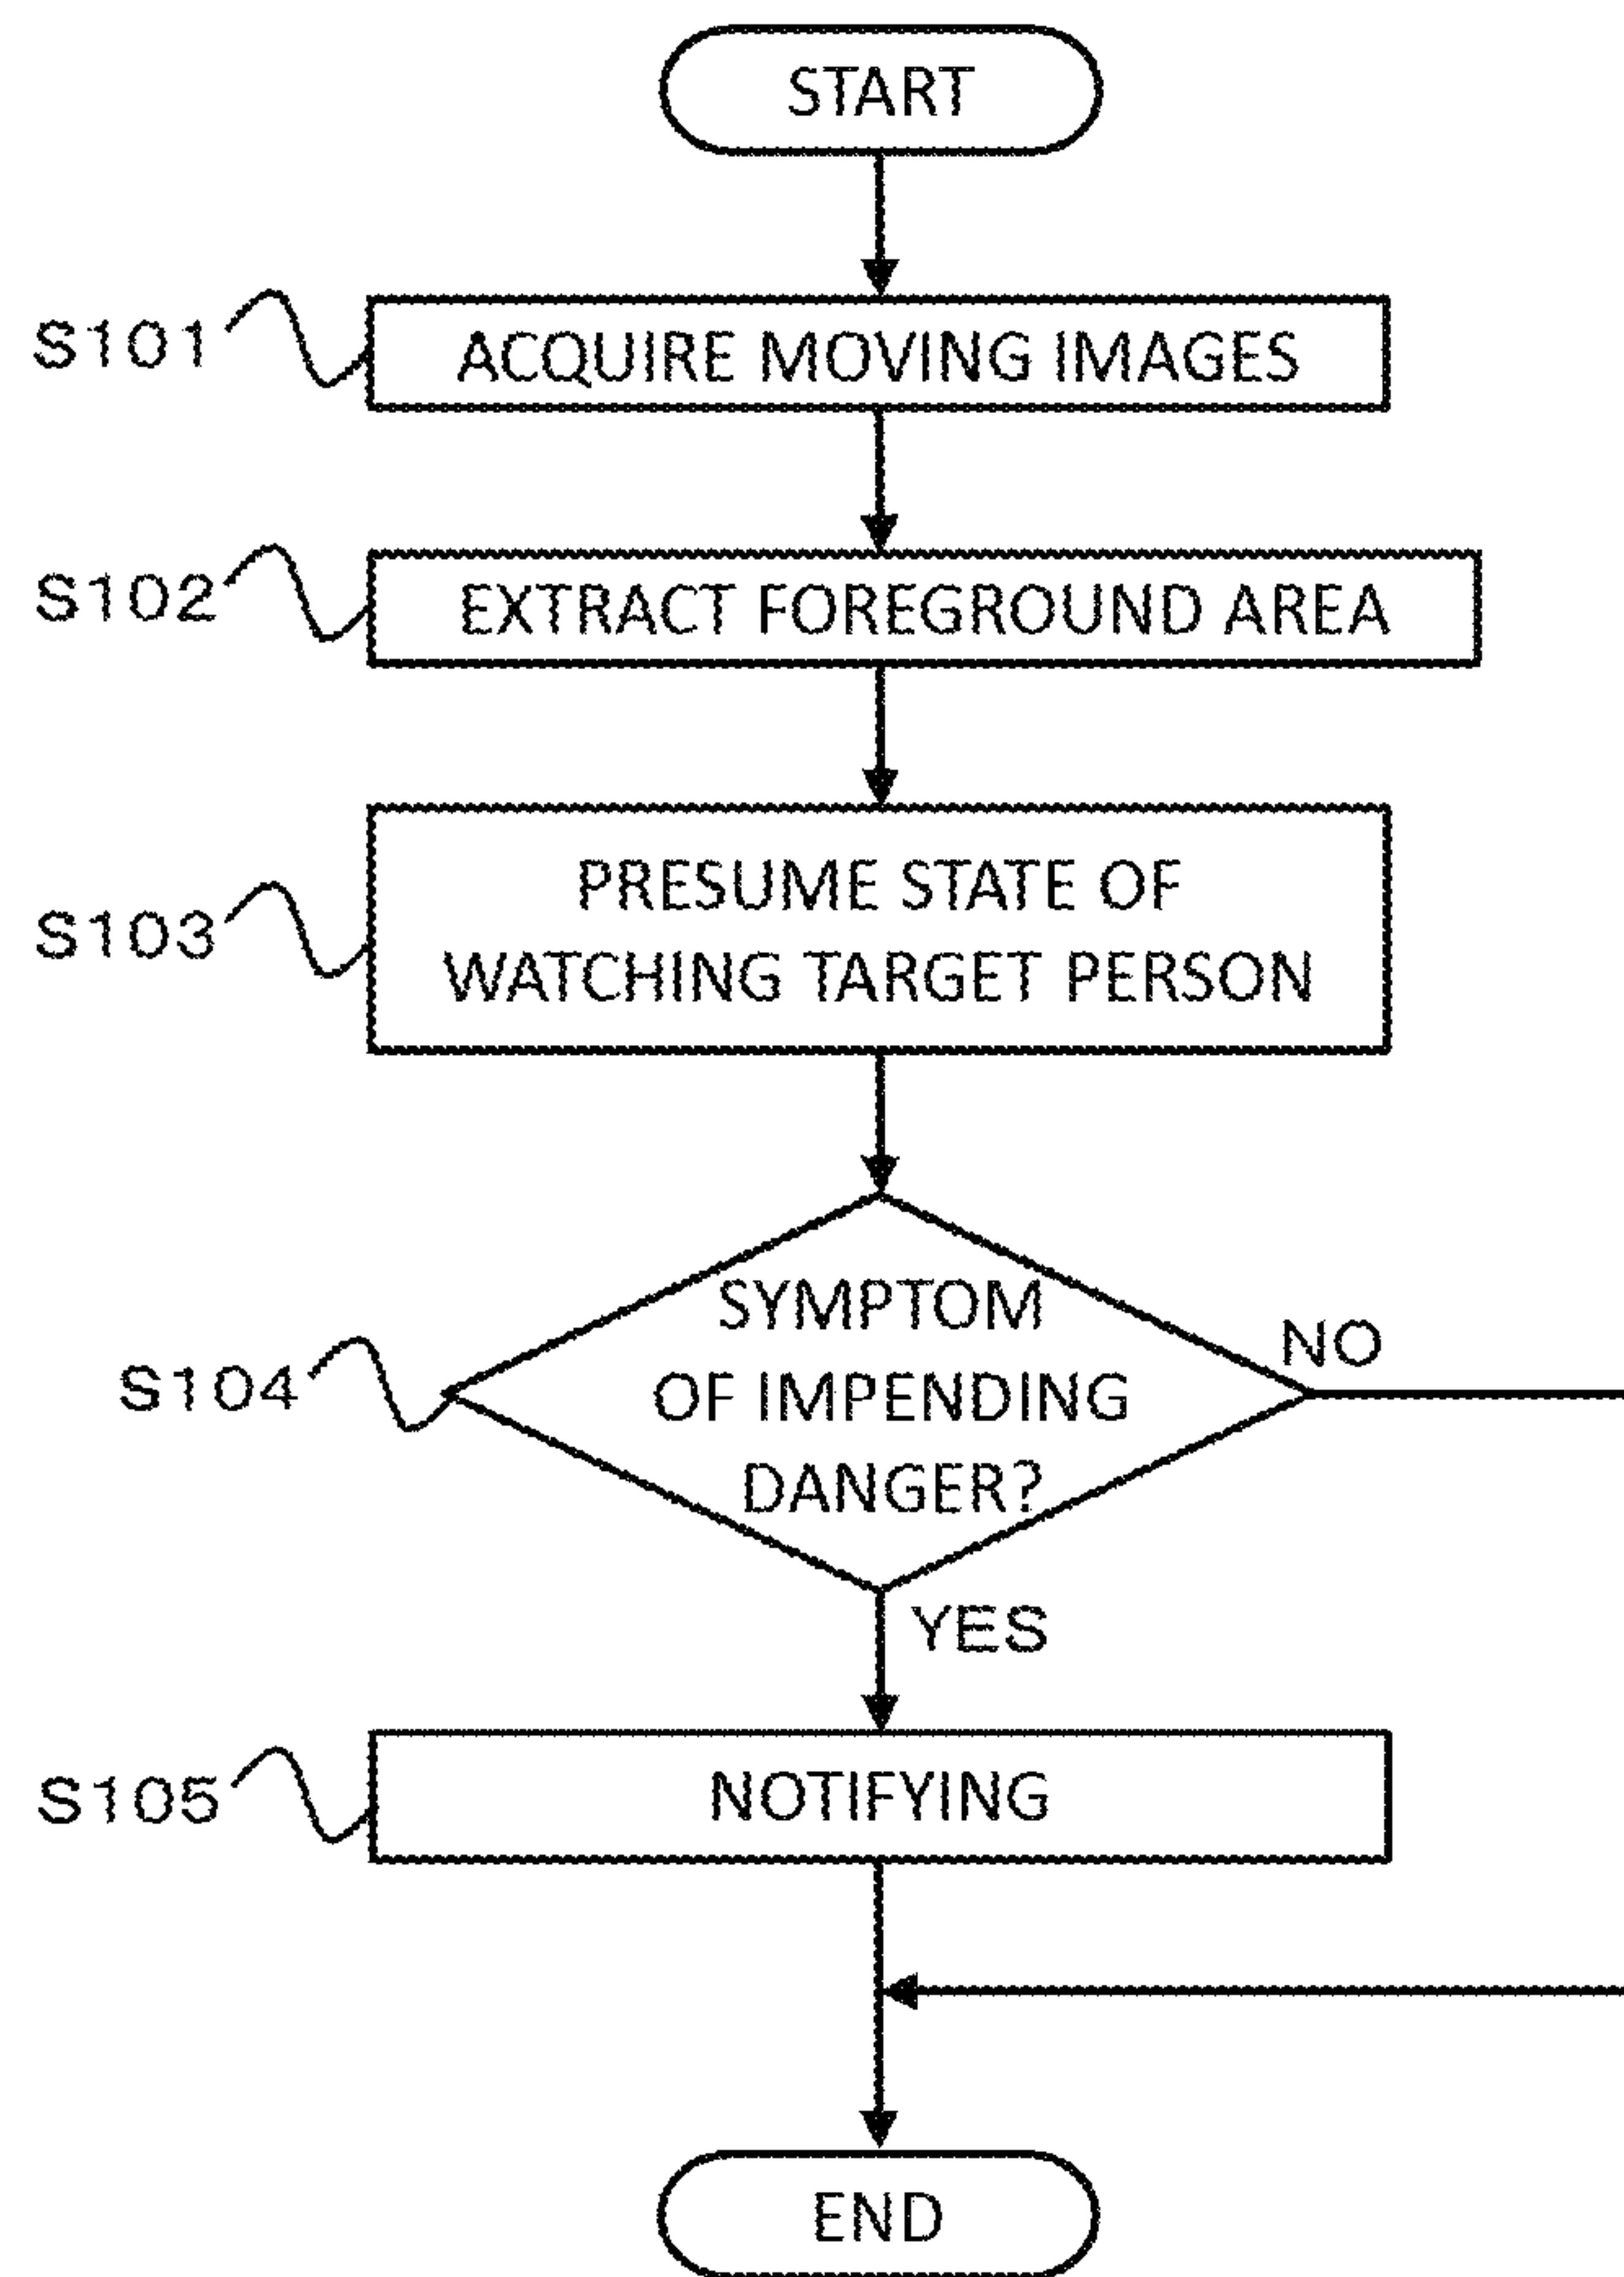 START
S101
ACQUIRE MOVING IMAGES
S102
EXTRACT FOREGROUND AREA
S103
PRESUME STATE OF
WATCHING TARGET PERSON
S104
SYMPTOM
OF IMPENDING
DANGER?
NO
YES
S105
NOTIFYING
END